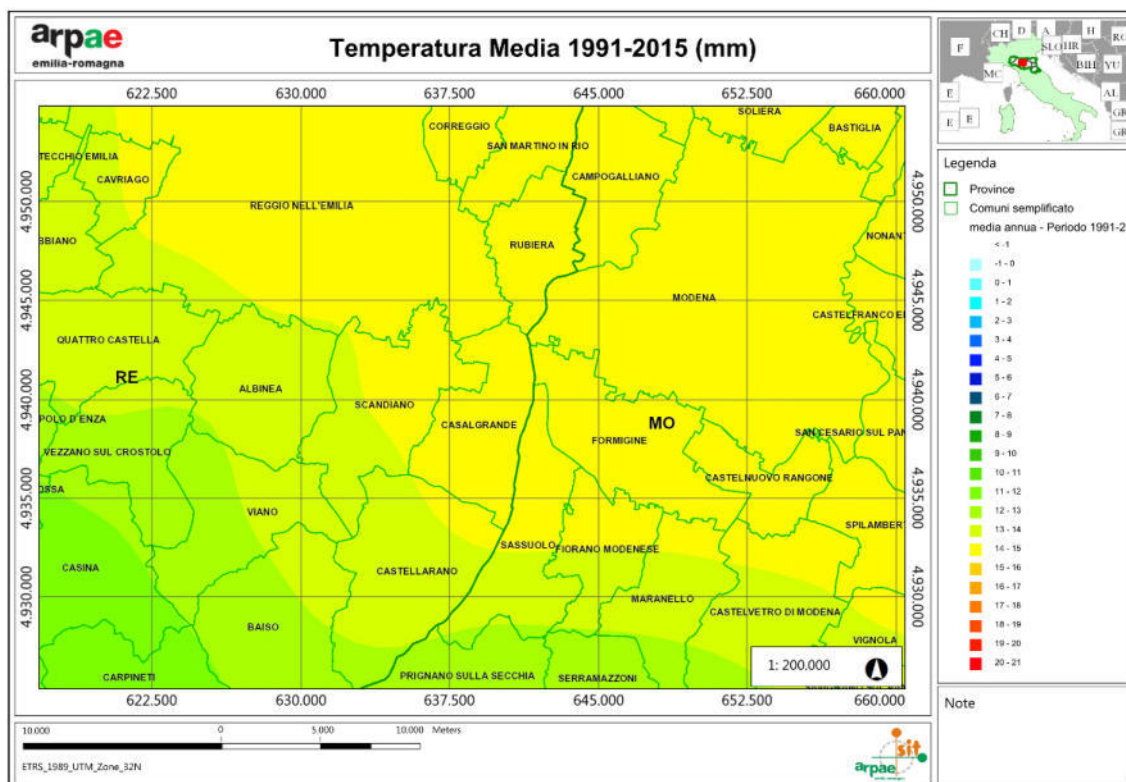 arpae
emilia-romagna
Temperatura Media 1991-2015 (mm)
622.500 630.000 637.500 645.000 652.500 660.000
CORREGGIO
SOLIERA
BASTIGLIA
SAN MARTINO IN RIO
TECCHIO EMILIA
CAVRIAGO
CAMPOGALLIANO
4.950.000
REGGIO NELL'EMILIA
4.950.000
BBIANO
RUBIERA
NONANT
4.945.000
MODENA
4.945.000
CASTELFRANCO E
QUATTRO CASTELLA
RE
ALBINEA
4.940.000
SCANDIANO
4.940.000
POLO D'ENZA
CASALGRANDE
MO
FORMIGINE
SAN CESARIO SUL PAN
VEZZANO SUL CROSTOLO
CASTELNUOVO RANGONE
OSSA
4.935.000
VIANO
4.935.000
SPILAMBERT
SASSUOLO
FIORANO MODENESE
CASINA
CASTELLARANO
4.930.000
MARANELLO
4.930.000
CASTELVETRO DI MODENA
BAISO
VIGNOLA
1: 200.000
CARPINETI
PRIGNANO SULLA SECCHIA
SERRAMAZZONI
622.500 630.000 637.500 645.000 652.500 660.000
10.000 0 5.000 10.000 Meters
ETRS_1989_UTM_Zone_32N
sit
arpae
emilia-romagna
CH D A H RO
F
SLO HR
BIH YU
MC
E
AL
E E
GR
GR
Legenda
Province
Comuni semplificato
media annua - Periodo 1991-2
< -1
-1 - 0
0 - 1
1 - 2
2 - 3
3 - 4
4 - 5
5 - 6
6 - 7
7 - 8
8 - 9
9 - 10
10 - 11
11 - 12
12 - 13
13 - 14
14 - 15
15 - 16
16 - 17
17 - 18
18 - 19
19 - 20
20 - 21
Note